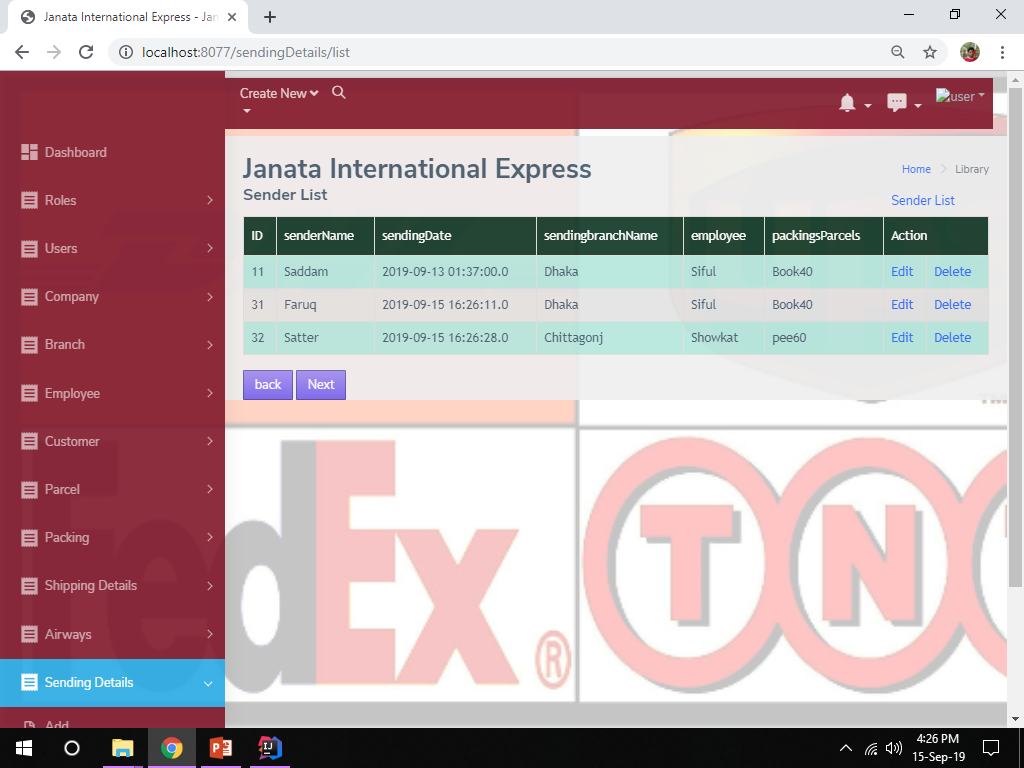 Janata International Express - Jan
localhost:8077/sendingDetails/list
Create New
user
Dashboard
Roles
Users
Company
Branch
Employee
Customer
Parcel
Packing
Shipping Details
Airways
Sending Details
Add
Janata International Express
Home Library
Sender List
Sender List
ID senderName sendingDate sendingbranchName employee packingsParcels Action
11 Saddam 2019-09-13 01:37:00.0 Dhaka Siful Book40 Edit Delete
31 Faruq 2019-09-15 16:26:11.0 Dhaka Siful Book40 Edit Delete
32 Satter 2019-09-15 16:26:28.0 Chittagonj Showkat pee60 Edit Delete
back Next
TM
FedEx® TN
4:26 PM
15-Sep-19